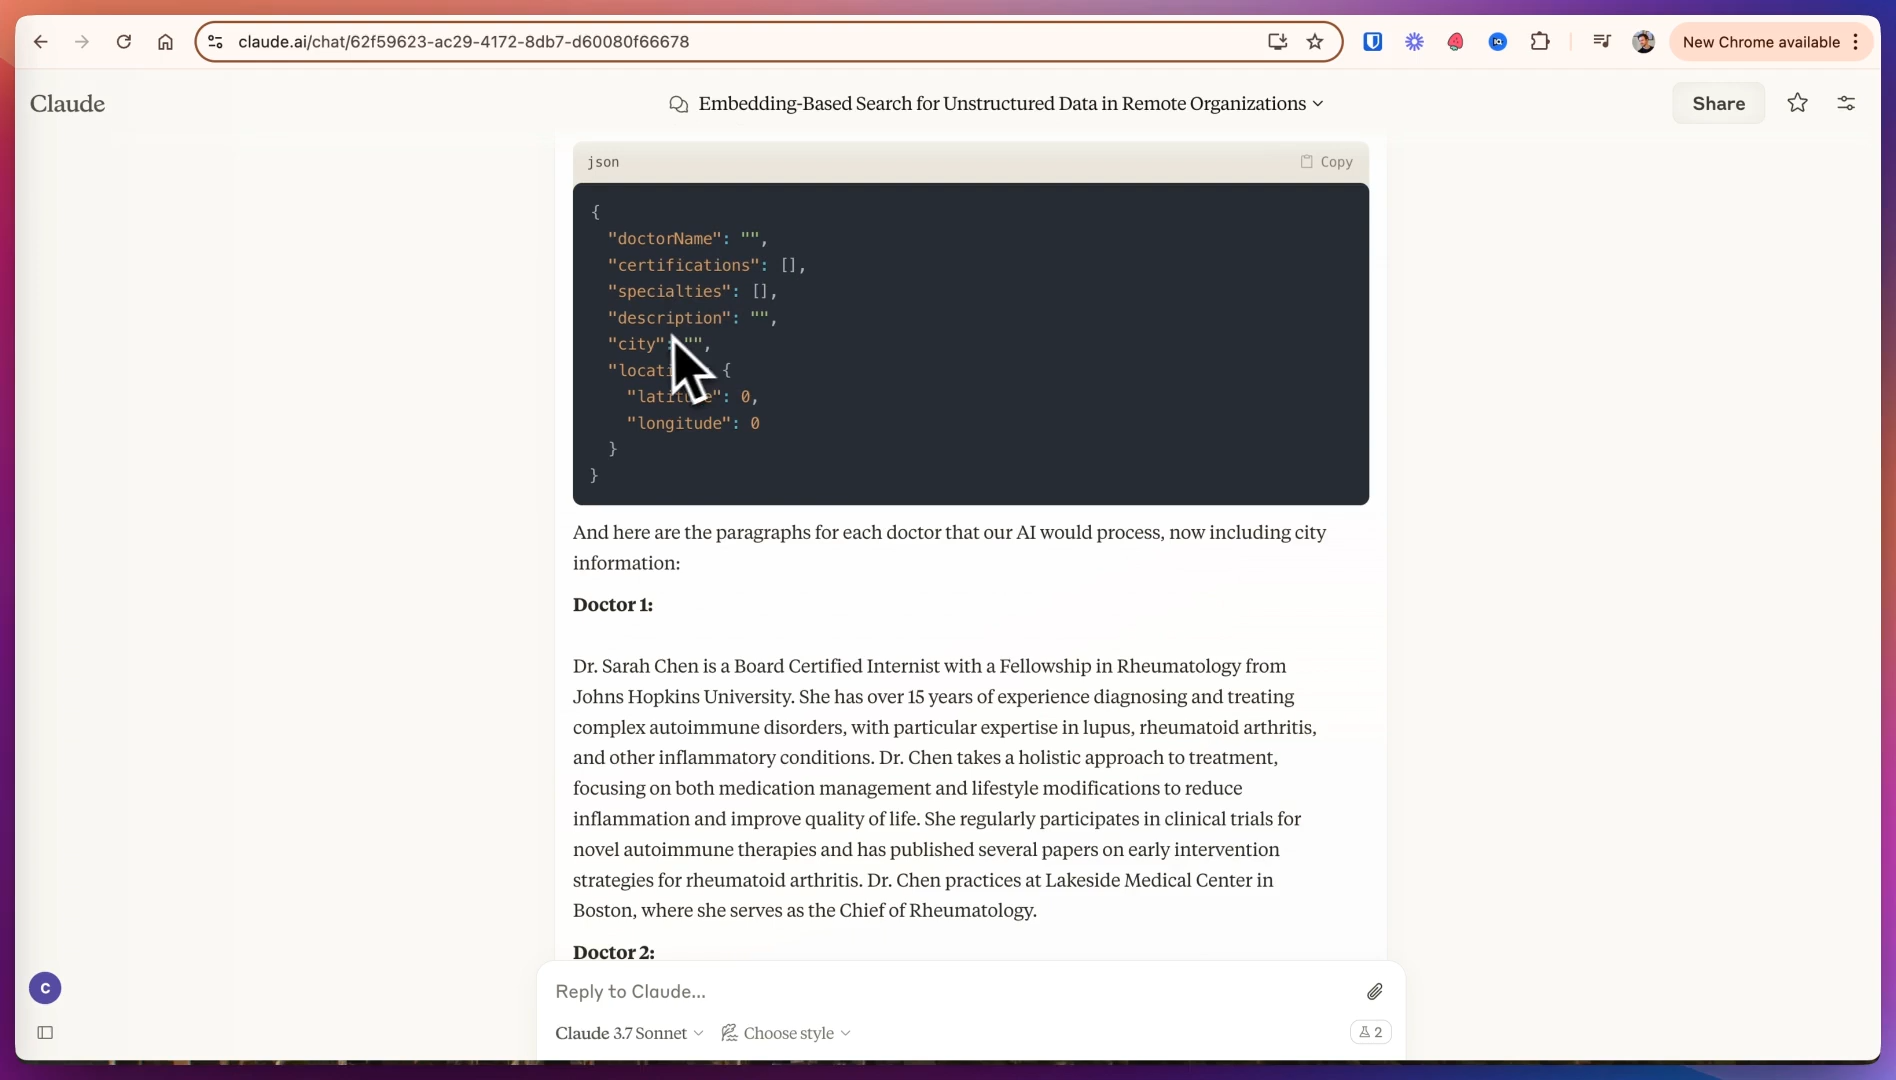 claude.ai/chat/62f59623-ac29-4172-8db7-d60080f66678
New Chrome available
Claude
Embedding-Based Search for Unstructured Data in Remote Organizations
Share
json
Copy
{
"doctorName": "",
"certifications": [],
"specialties": [],
"description": "",
"city": "",
"locati {
"latitude": 0,
"longitude": 0
}
}
And here are the paragraphs for each doctor that our AI would process, now including city
information:
Doctor 1:
Dr. Sarah Chen is a Board Certified Internist with a Fellowship in Rheumatology from
Johns Hopkins University. She has over 15 years of experience diagnosing and treating
complex autoimmune disorders, with particular expertise in lupus, rheumatoid arthritis,
and other inflammatory conditions. Dr. Chen takes a holistic approach to treatment,
focusing on both medication management and lifestyle modifications to reduce
inflammation and improve quality of life. She regularly participates in clinical trials for
novel autoimmune therapies and has published several papers on early intervention
strategies for rheumatoid arthritis. Dr. Chen practices at Lakeside Medical Center in
Boston, where she serves as the Chief of Rheumatology.
Doctor 2:
Reply to Claude...
Claude 3.7 Sonnet
Choose style
2
C